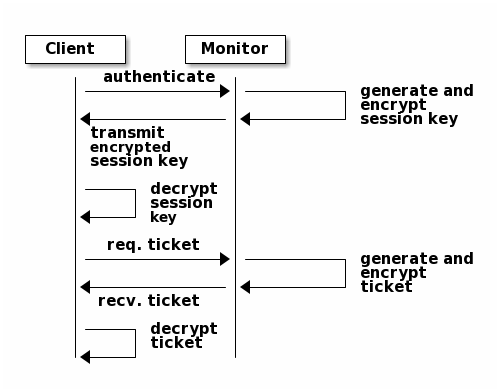 Client
Monitor
authenticate
generate and
encrypt
session key
transmit
encrypted
session key
decrypt
session
key
req. ticket
generate and
encrypt
ticket
recv. ticket
decrypt
ticket